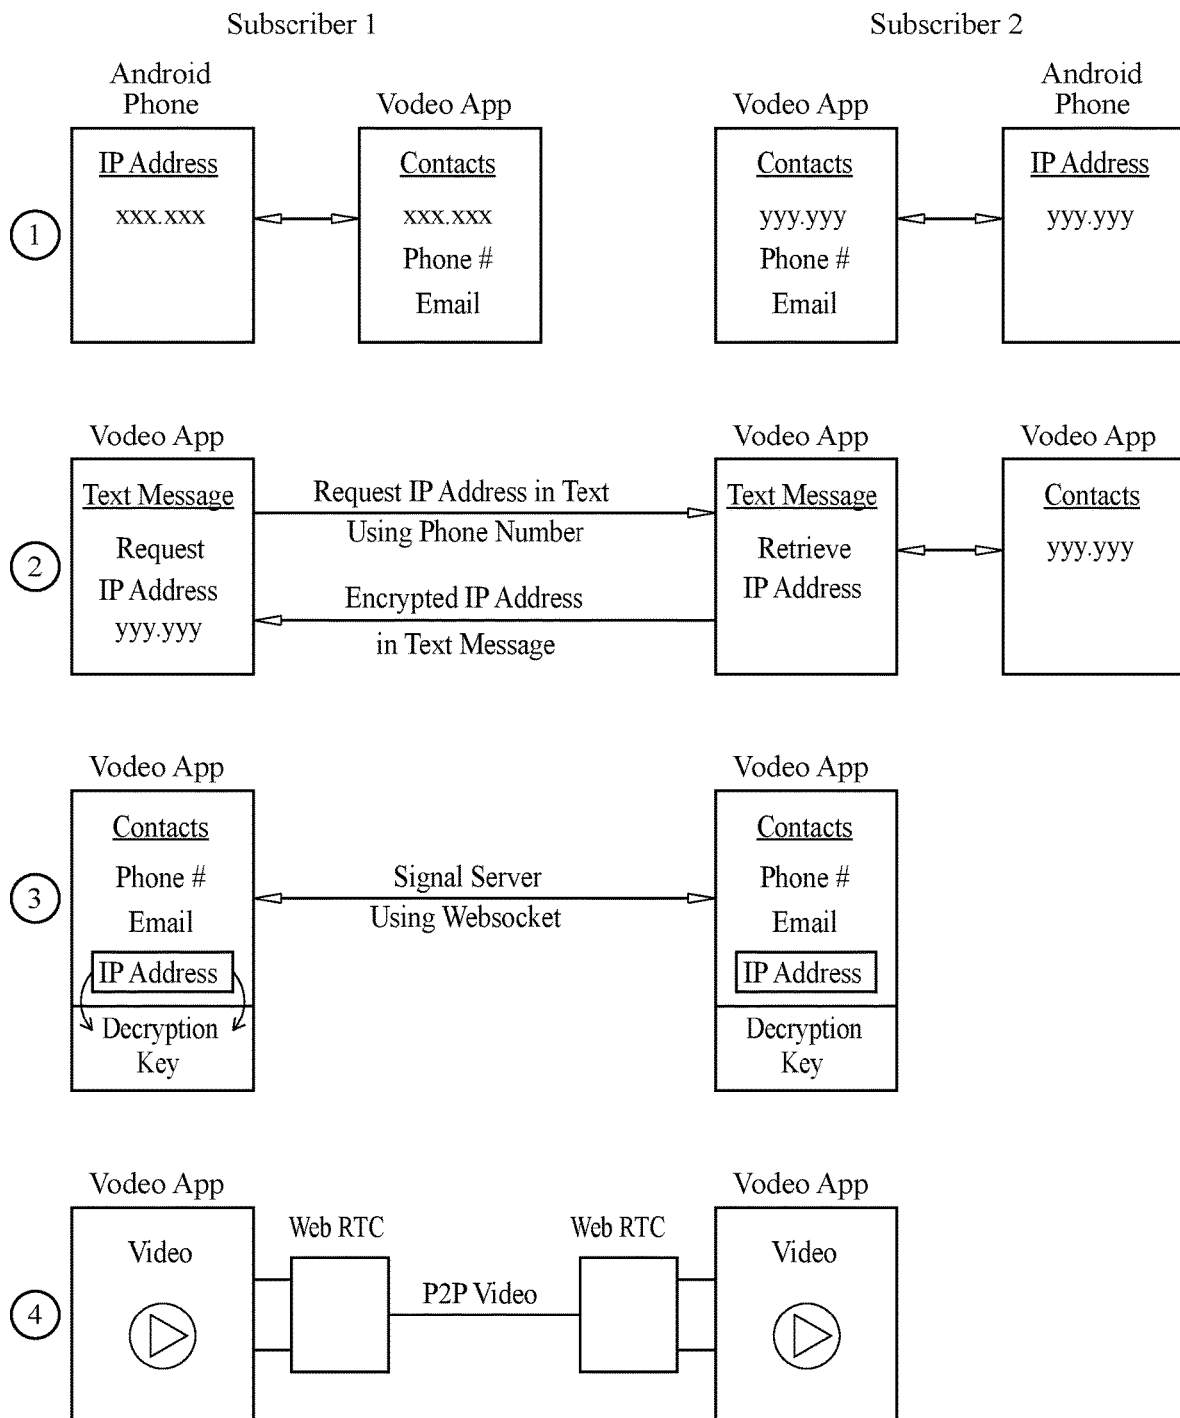 Subscriber 1
Subscriber 2
Android
Phone
Vodeo App
Vodeo App
Android
Phone
1
IP Address
xxx.xxx
Contacts
xxx.xxx
Phone #
Email
Contacts
yyy.yyy
Phone #
Email
IP Address
yyy.yyy
Vodeo App
Vodeo App
Vodeo App
2
Text Message
Request
IP Address
yyy.yyy
Request IP Address in Text
Using Phone Number
Encrypted IP Address
in Text Message
Text Message
Retrieve
IP Address
Contacts
yyy.yyy
Vodeo App
Vodeo App
3
Contacts
Phone #
Email
IP Address
Decryption
Key
Signal Server
Using Websocket
Contacts
Phone #
Email
IP Address
Decryption
Key
Vodeo App
Vodeo App
4
Video
Web RTC
P2P Video
Web RTC
Video